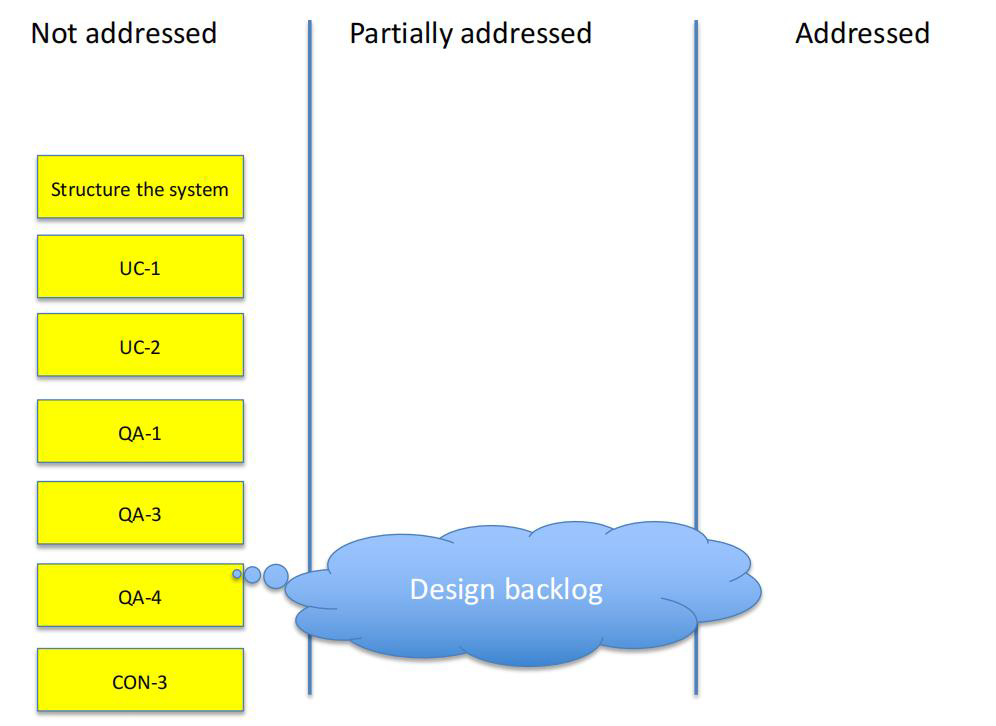 Not addressed
Partially addressed
Addressed
Structure the system
UC-1
UC-2
QA-1
QA-3
QA-4
Design backlog
CON-3